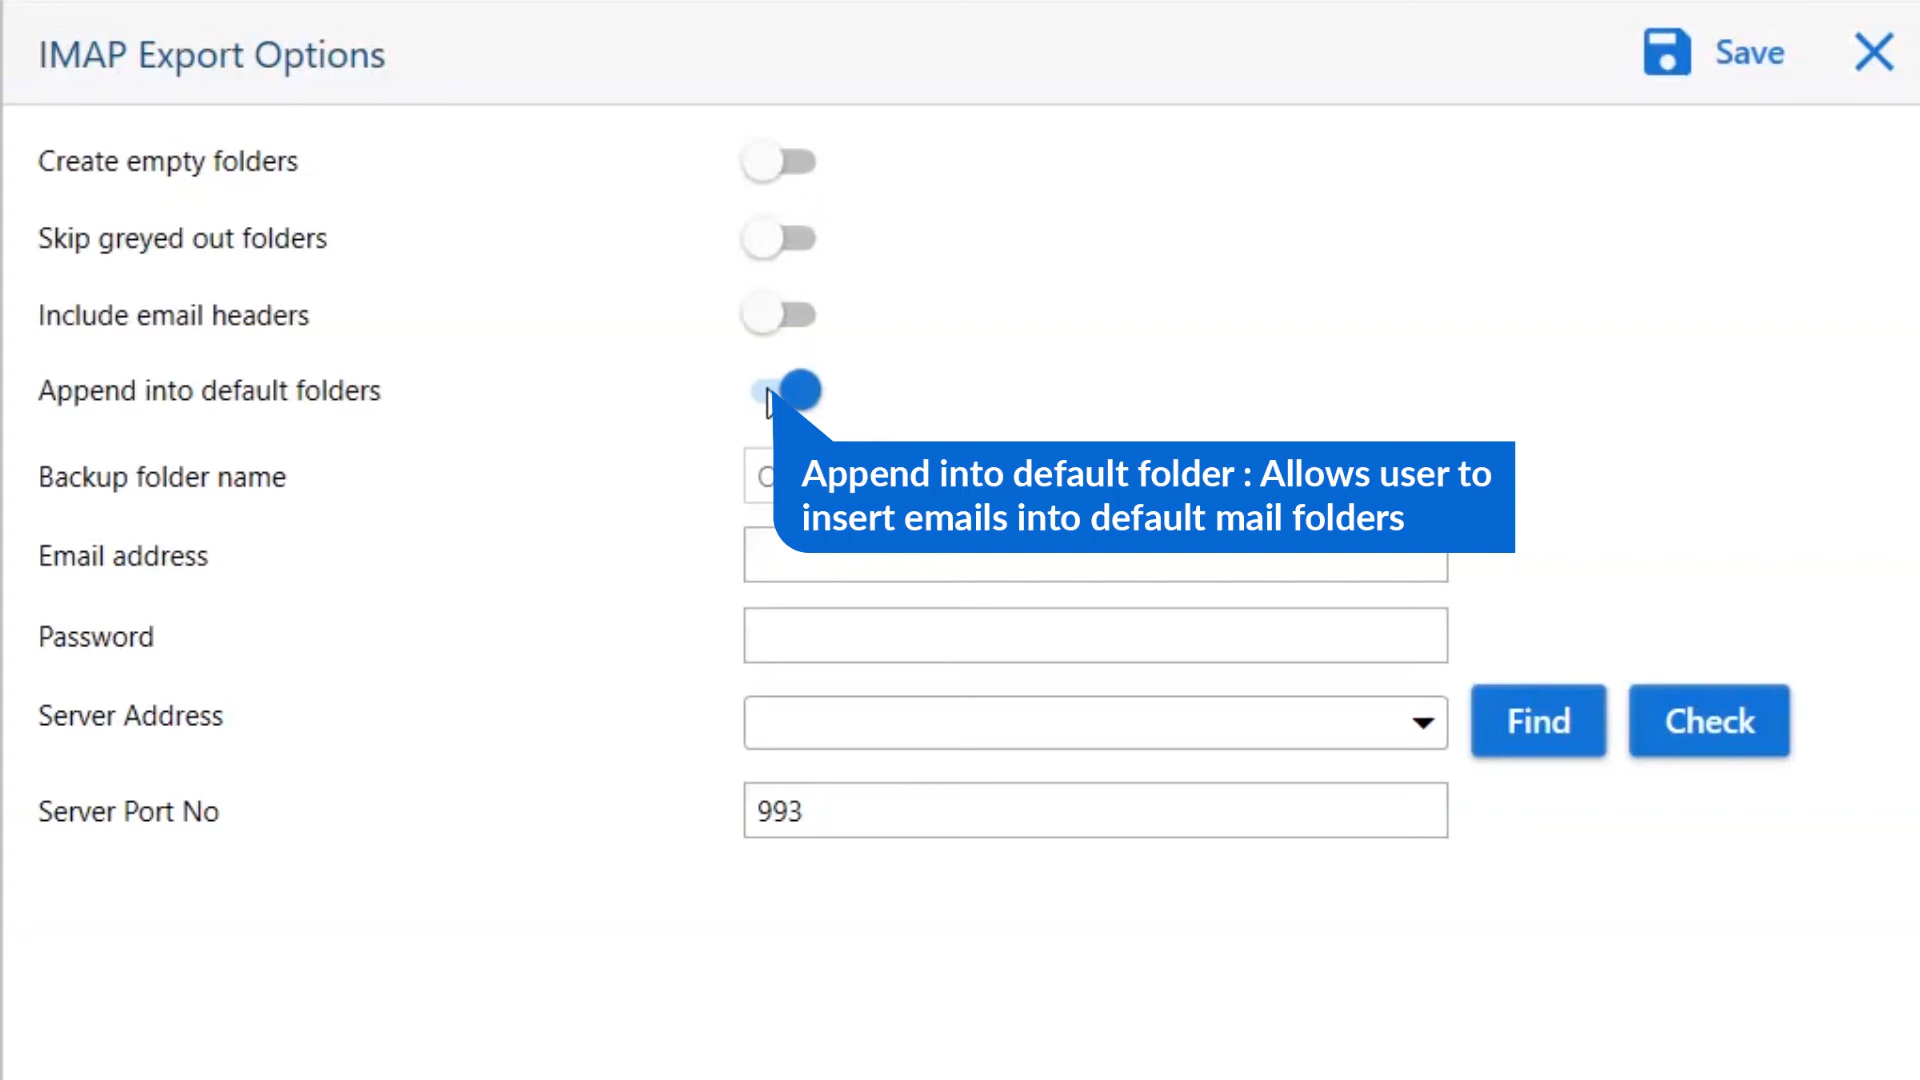 IMAP Export Options
Save
Create empty folders
Skip greyed out folders
Include email headers
Append into default folders
Backup folder name
Append into default folder : Allows user to
insert emails into default mail folders
Email address
Password
Server Address
Find
Check
Server Port No
993